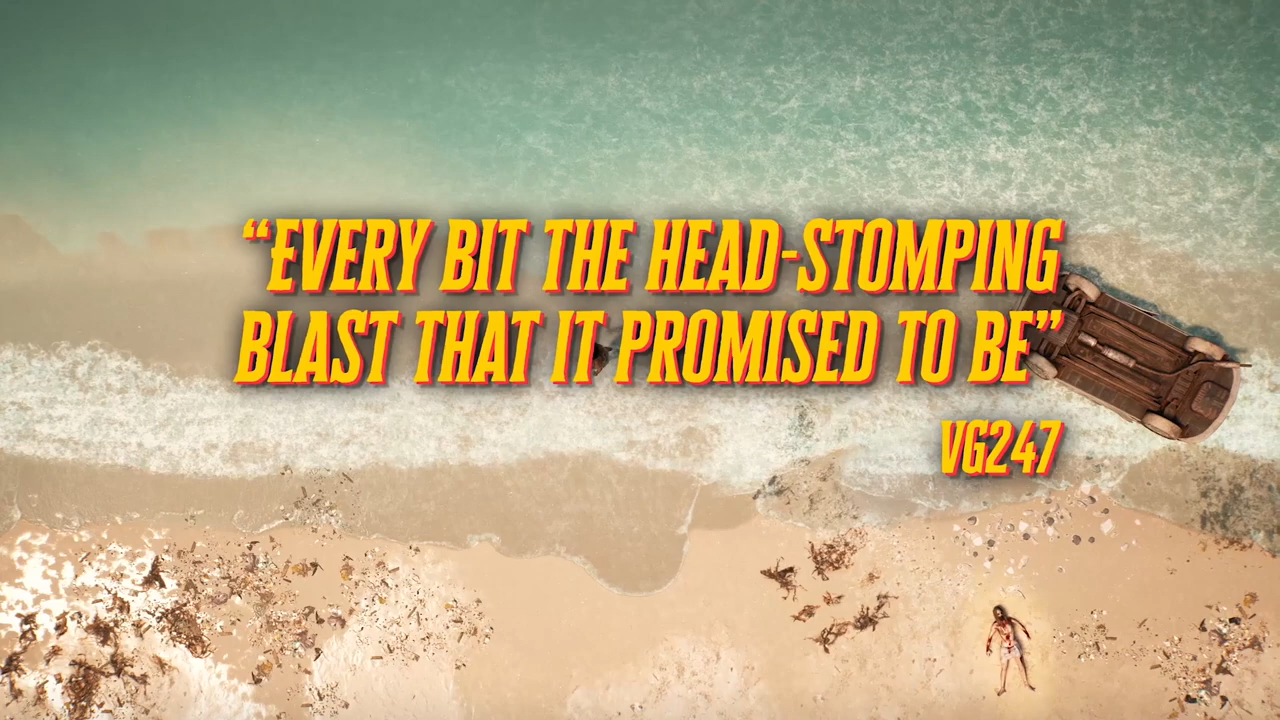 “EVERY BIT THE HEAD-STOMPING
BLAST THAT IT PROMISED TO BE”
VG247